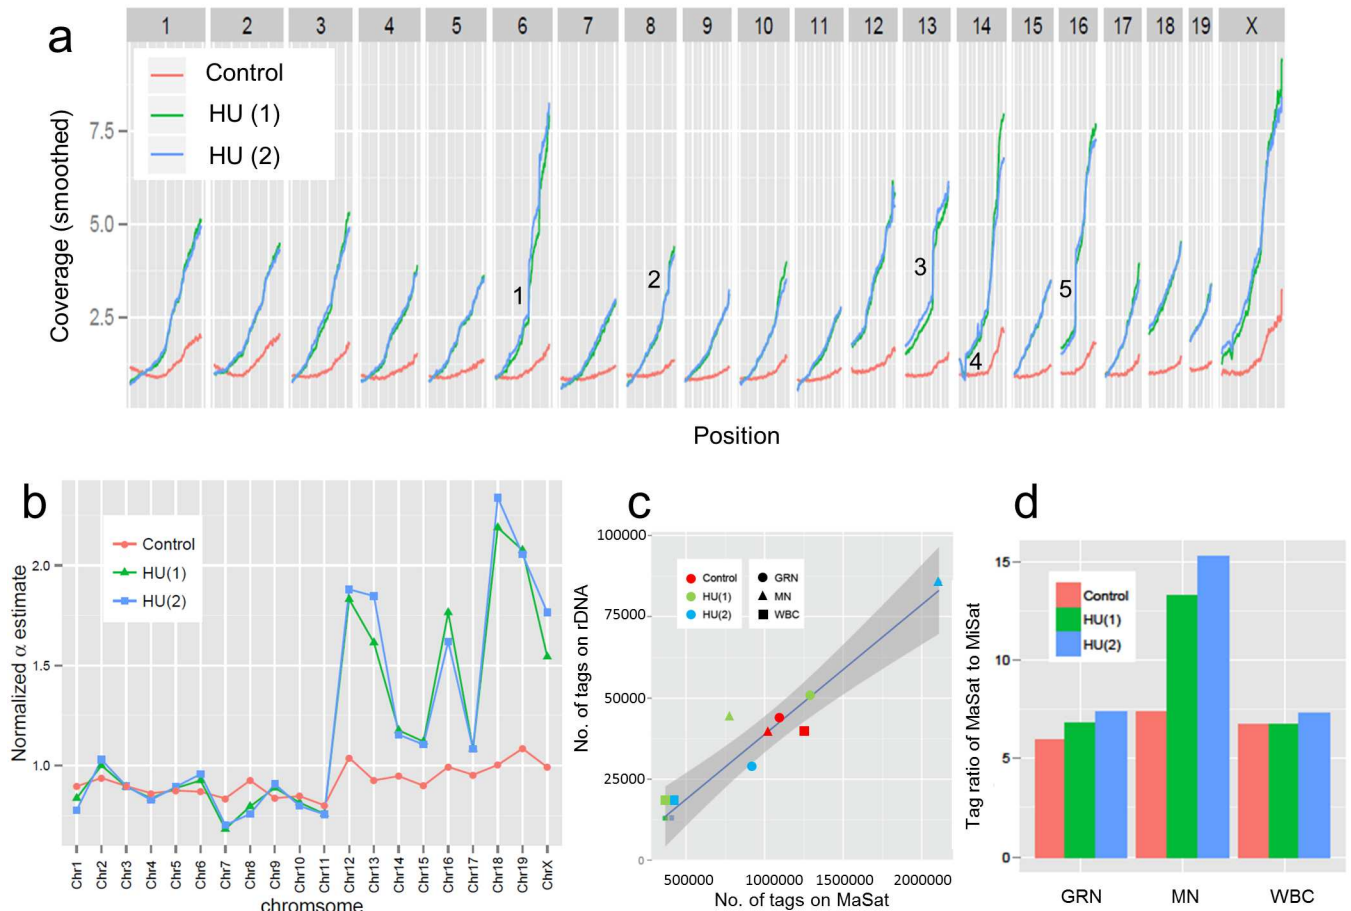 a
1 2 3 4 5 6 7 8 9 10 11 12 13 14 15 16 17 18 19 X
Control
HU (1)
HU (2)
Coverage (smoothed)
7.5
5.0
2.5
1
2
3
4
5
Position
b
Control
HU(1)
HU(2)
Normalized α estimate
2.0
1.5
1.0
Chr1 Chr2 Chr3 Chr4 Chr5 Chr6 Chr7 Chr8 Chr9 Chr10 Chr11 Chr12 Chr13 Chr14 Chr15 Chr16 Chr17 Chr18 Chr19 ChrX
chromsome
c
No. of tags on rDNA
100000
75000
50000
25000
0
Control
HU(1)
HU(2)
GRN
MN
WBC
500000 1000000 1500000 2000000
No. of tags on MaSat
d
Tag ratio of MaSat to MiSat
15
10
5
0
Control
HU(1)
HU(2)
GRN MN WBC